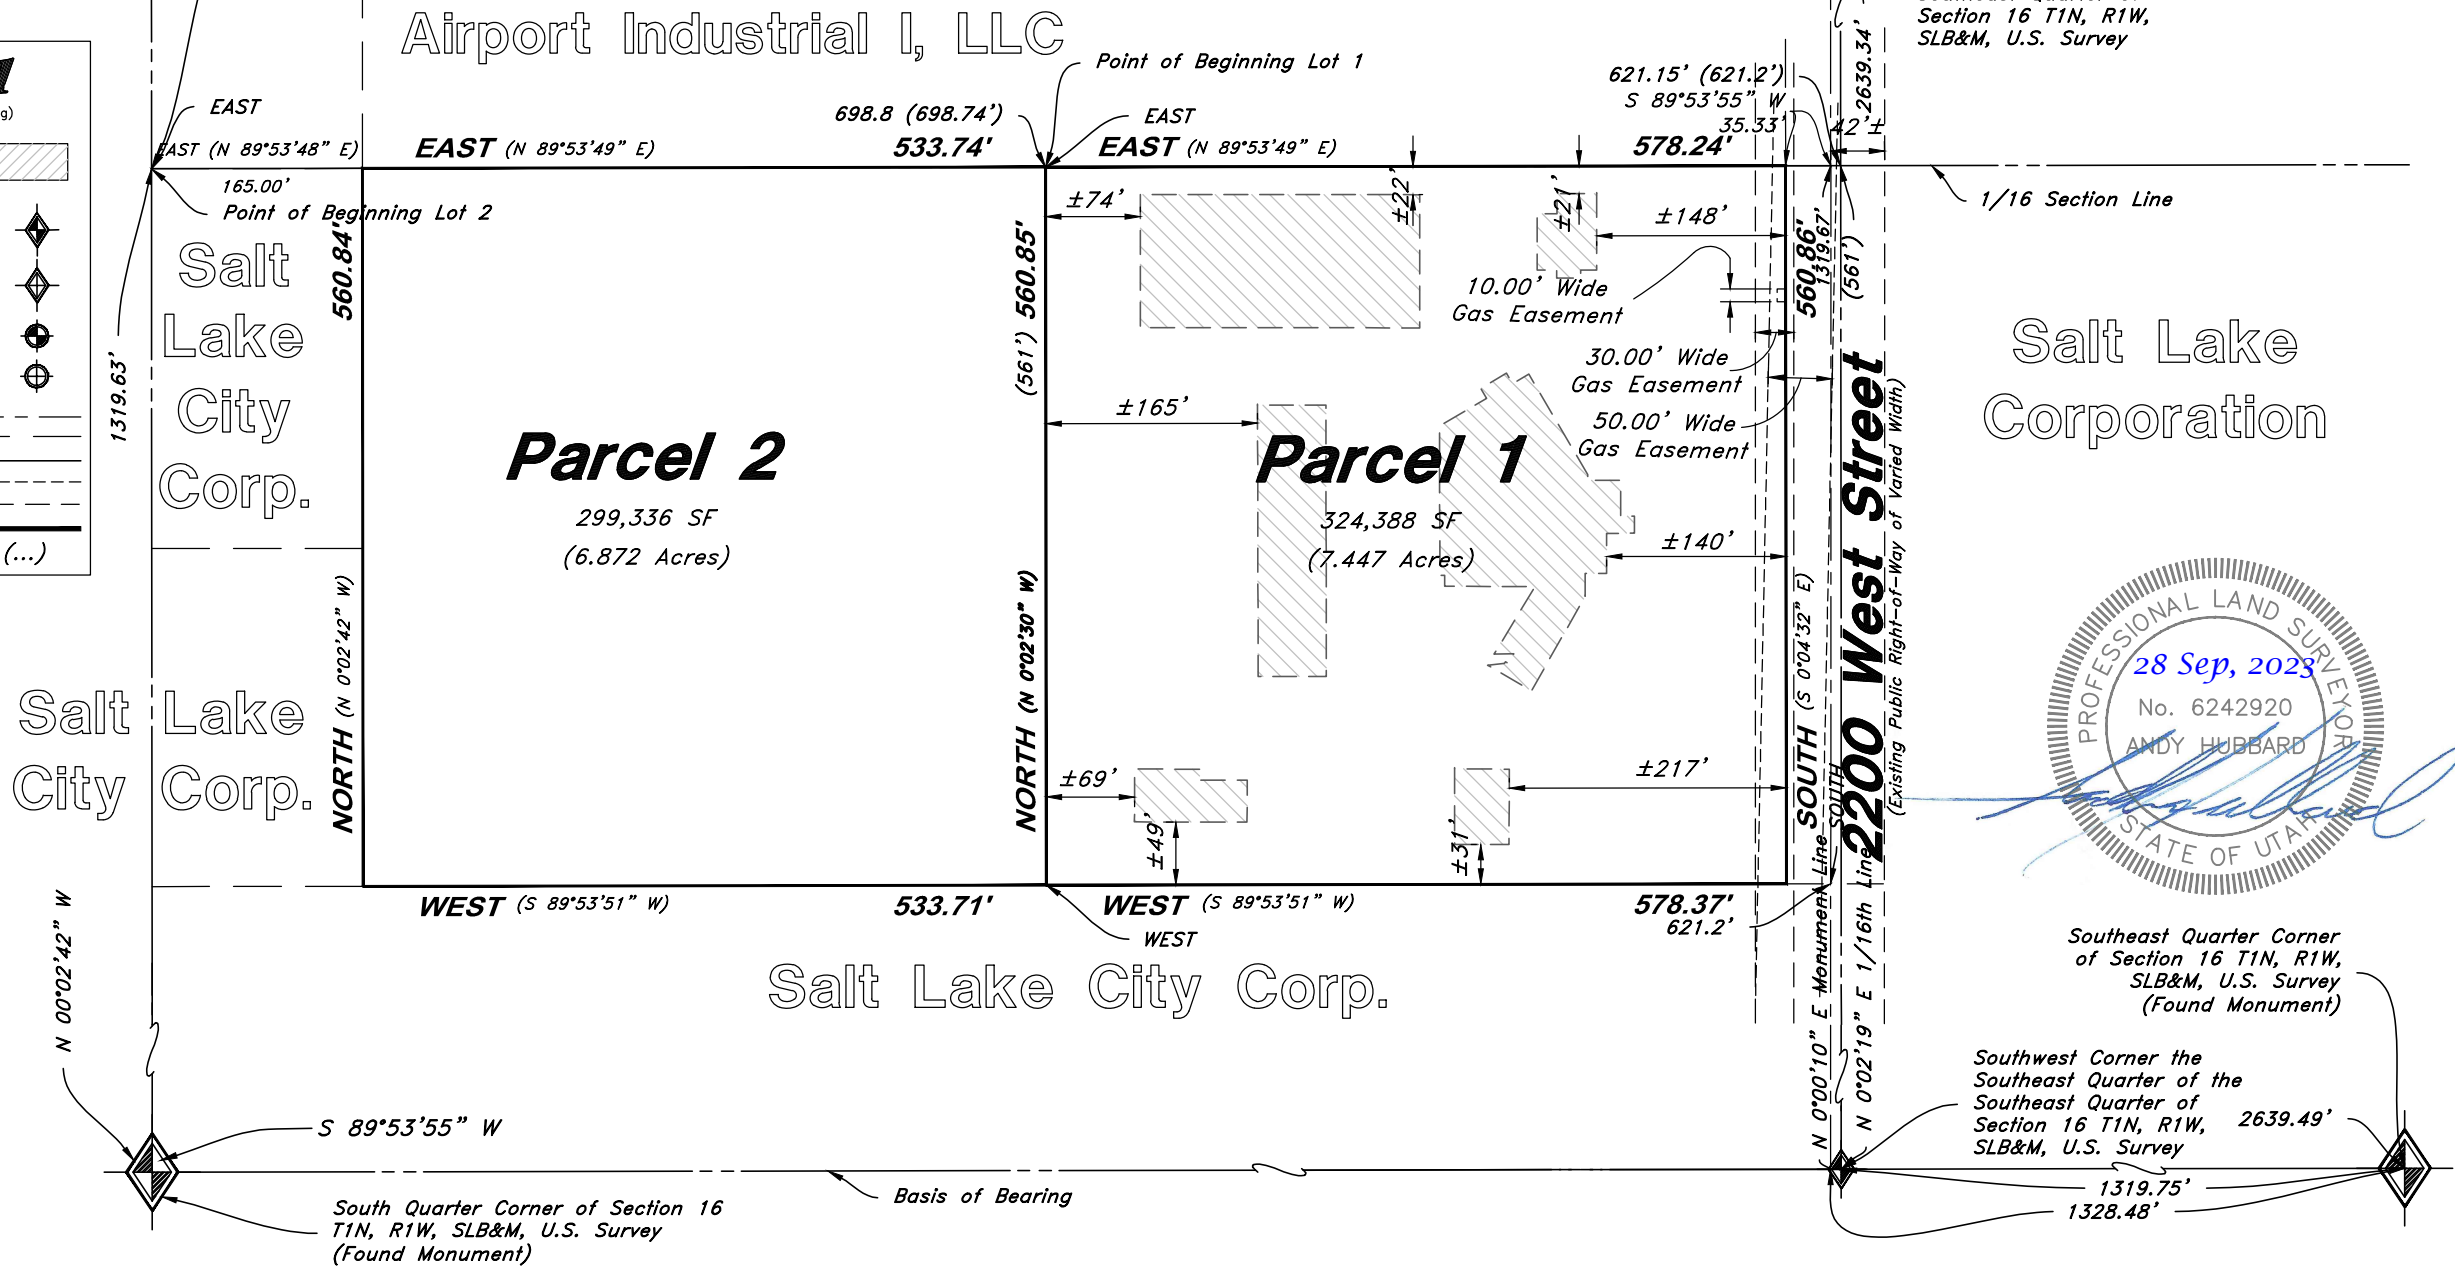 Airport Industrial I, LLC
Section 16 T1N, R1W,
SLB&M, U.S. Survey
2639.34'
Point of Beginning Lot 1
621.15' (621.2')
S 89°53'55" W
35.33'
42'±
EAST
698.8 (698.74')
EAST
EAST (N 89°53'48" E)
EAST (N 89°53'49" E)
533.74'
EAST (N 89°53'49" E)
578.24'
165.00'
Point of Beginning Lot 2
1/16 Section Line
±74'
±22'
±21'
±148'
560.84'
(561') 560.85'
560.86'
1319.67'
(561')
1319.63'
Salt
Lake
City
Corp.
10.00' Wide
Gas Easement
30.00' Wide
Gas Easement
50.00' Wide
Gas Easement
Salt Lake
Corporation
±165'
Parcel 2
299,336 SF
(6.872 Acres)
Parcel 1
324,388 SF
(7.447 Acres)
±140'
(...)
2200 West Street
(Existing Public Right-of-Way of Varied Width)
NORTH (N 0°02'42" W)
NORTH (N 0°02'30" W)
SOUTH (S 0°04'32" E)
SOUTH
PROFESSIONAL LAND SURVEYOR
28 Sep, 2023
No. 6242920
ANDY HUBBARD
STATE OF UTAH
Salt Lake
City Corp.
±69'
±49'
±31'
±217'
WEST (S 89°53'51" W)
533.71'
WEST (S 89°53'51" W)
578.37'
621.2'
WEST
N 00°02'42" W
Salt Lake City Corp.
N 0°00'10" E Monument Line
N 0°02'19" E 1/16th Line
Southeast Quarter Corner
of Section 16 T1N, R1W,
SLB&M, U.S. Survey
(Found Monument)
Southwest Corner the
Southeast Quarter of the
Southeast Quarter of
Section 16 T1N, R1W,
SLB&M, U.S. Survey
2639.49'
S 89°53'55" W
1319.75'
1328.48'
Basis of Bearing
South Quarter Corner of Section 16
T1N, R1W, SLB&M, U.S. Survey
(Found Monument)